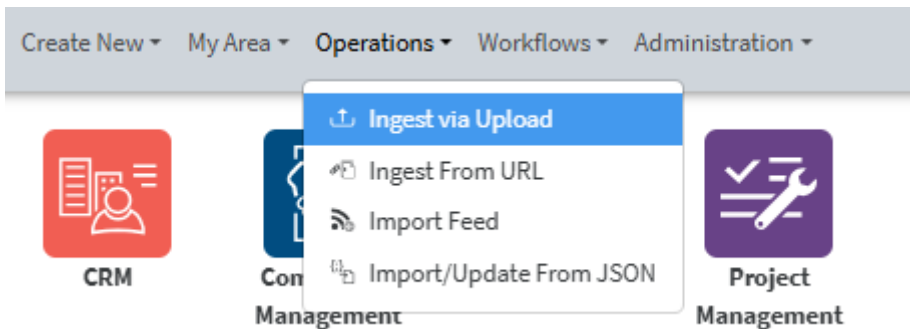 Create New My Area Operations Workflows Administration
Ingest via Upload
Ingest From URL
Import Feed
Import/Update From JSON
CRM
Management
Project
Management